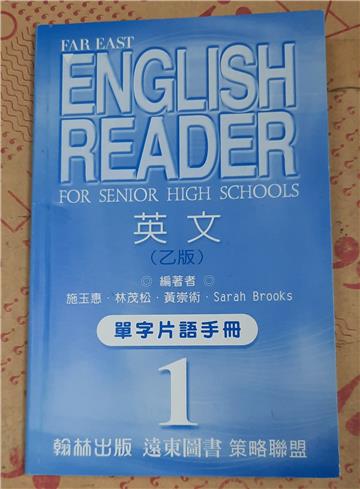 FAR EAST
ENGLISH
READER
FOR SENIOR HIGH SCHOOLS
英文
(乙版)
◎ 編著者 ◎
施玉惠·林茂松·黃崇術·Sarah Brooks
單字片語手冊
1
翰林出版 遠東圖書 策略聯盟